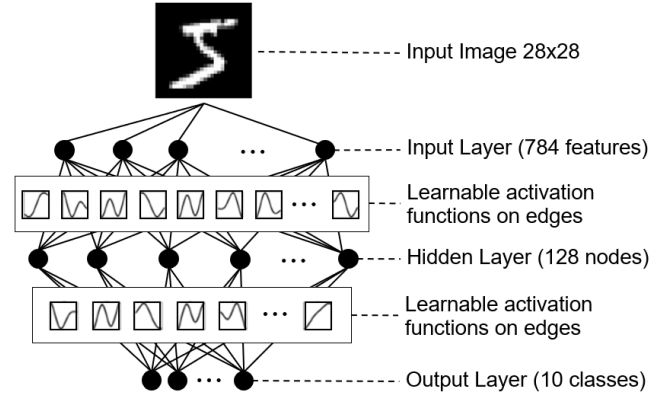 Input Image 28x28
Input Layer (784 features)
Learnable activation
functions on edges
Hidden Layer (128 nodes)
Learnable activation
functions on edges
Output Layer (10 classes)